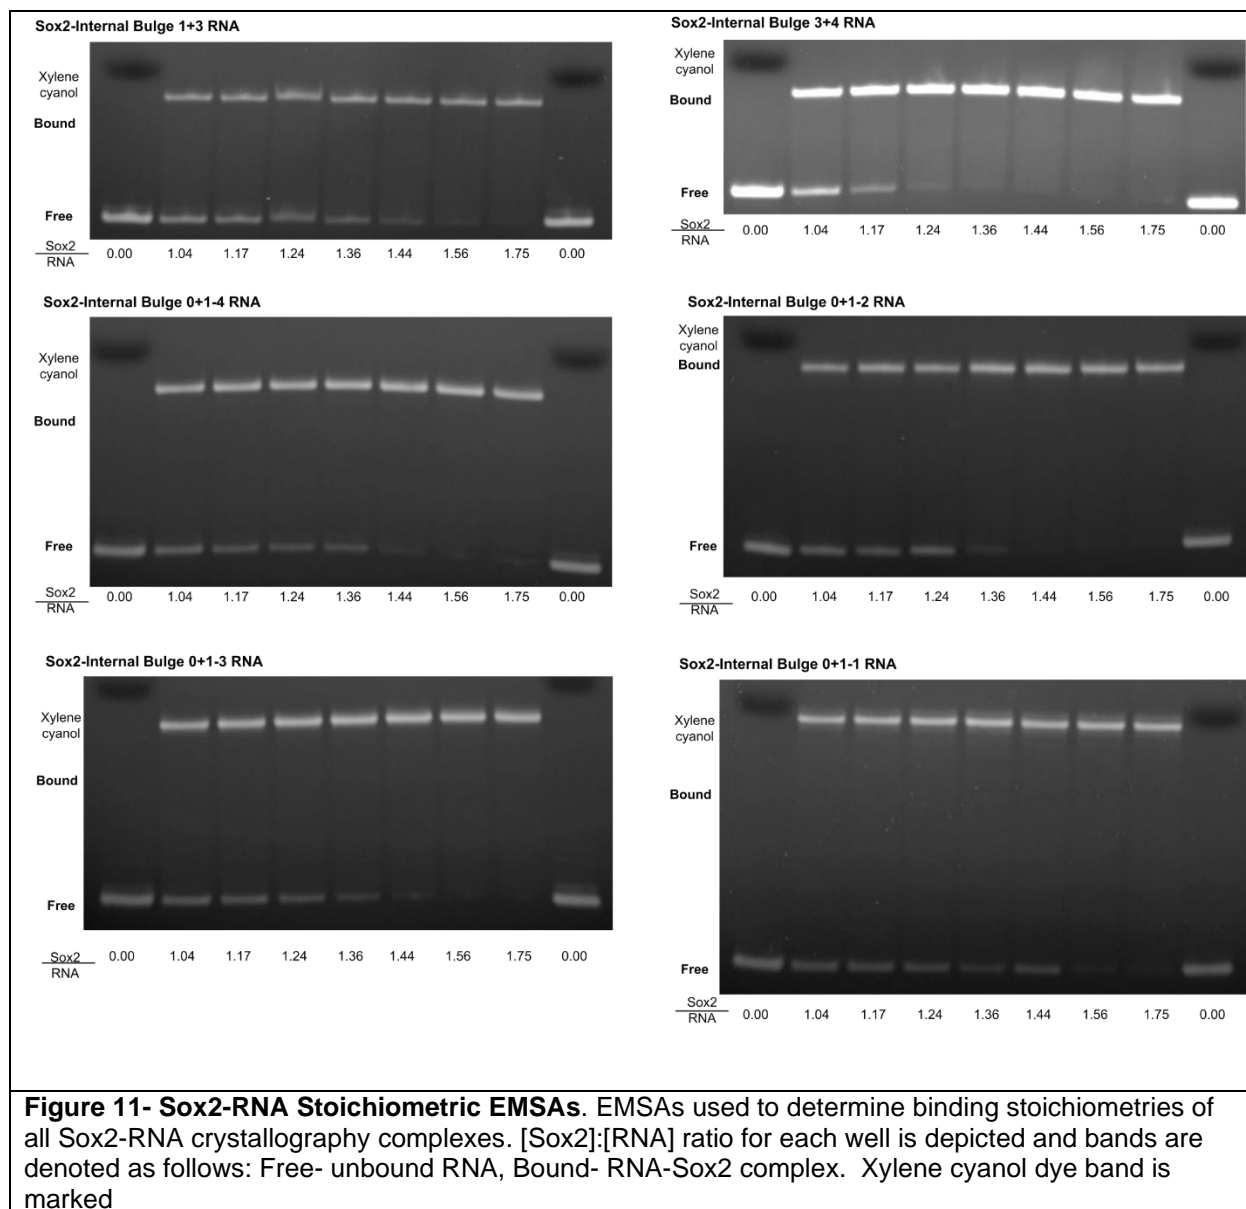 Sox2-Internal Bulge 1+3 RNA
Xylene
cyanol
Bound
Free
Sox2
RNA
0.00 1.04 1.17 1.24 1.36 1.44 1.56 1.75 0.00
Sox2-Internal Bulge 3+4 RNA
Xylene
cyanol
Bound
Free
Sox2
RNA
0.00 1.04 1.17 1.24 1.36 1.44 1.56 1.75 0.00
Sox2-Internal Bulge 0+1-4 RNA
Xylene
cyanol
Bound
Free
Sox2
RNA
0.00 1.04 1.17 1.24 1.36 1.44 1.56 1.75 0.00
Sox2-Internal Bulge 0+1-2 RNA
Xylene
cyanol
Bound
Free
Sox2
RNA
0.00 1.04 1.17 1.24 1.36 1.44 1.56 1.75 0.00
Sox2-Internal Bulge 0+1-3 RNA
Xylene
cyanol
Bound
Free
Sox2
RNA
0.00 1.04 1.17 1.24 1.36 1.44 1.56 1.75 0.00
Sox2-Internal Bulge 0+1-1 RNA
Xylene
cyanol
Bound
Free
Sox2
RNA
0.00 1.04 1.17 1.24 1.36 1.44 1.56 1.75 0.00
Figure 11- Sox2-RNA Stoichiometric EMSAs. EMSAs used to determine binding stoichiometries of
all Sox2-RNA crystallography complexes. [Sox2]:[RNA] ratio for each well is depicted and bands are
denoted as follows: Free- unbound RNA, Bound- RNA-Sox2 complex. Xylene cyanol dye band is
marked